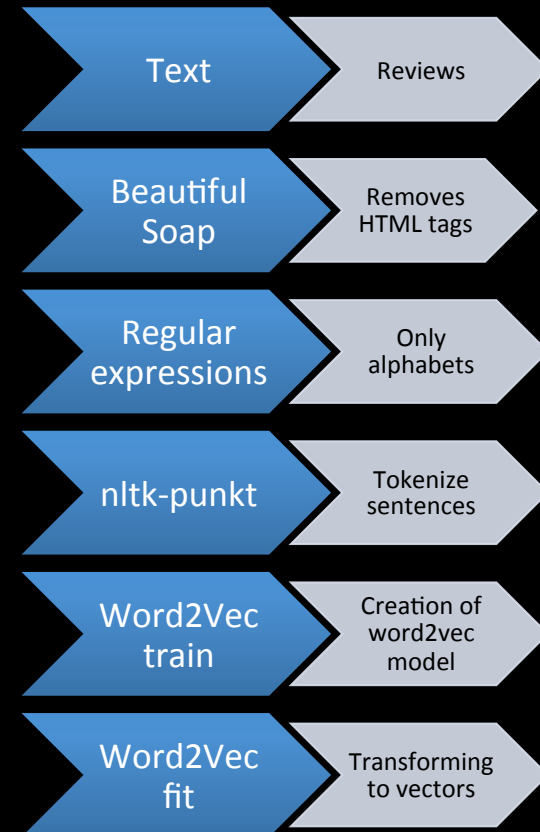 Text
Reviews
Beautiful
Soap
Removes
HTML tags
Regular
expressions
Only
alphabets
nltk-punkt
Tokenize
sentences
Word2Vec
train
Creation of
word2vec
model
Word2Vec
fit
Transforming
to vectors